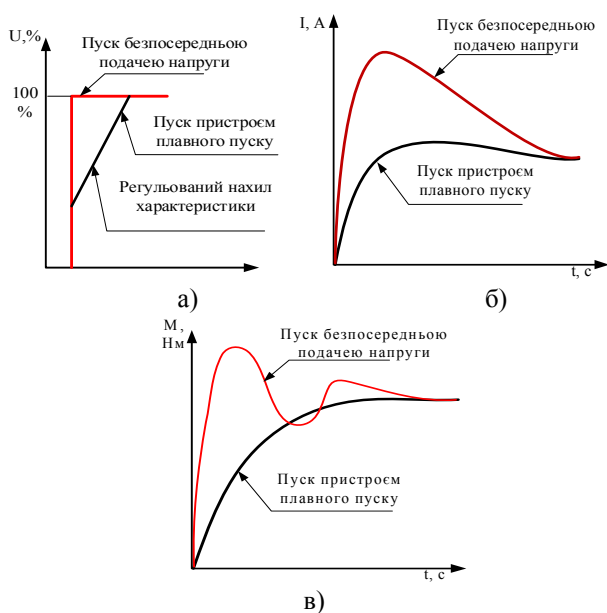 U,%
Пуск безпосередньою
подачею напруги
100
%
Пуск пристроєм
плавного пуску
Регульований нахил
характеристики
а)
I, А
Пуск безпосередньою
подачею напруги
Пуск пристроєм
плавного пуску
t, с
б)
М ,
Нм
Пуск безпосередньою
подачею напруги
Пуск пристроєм
плавного пуску
t, с
в)